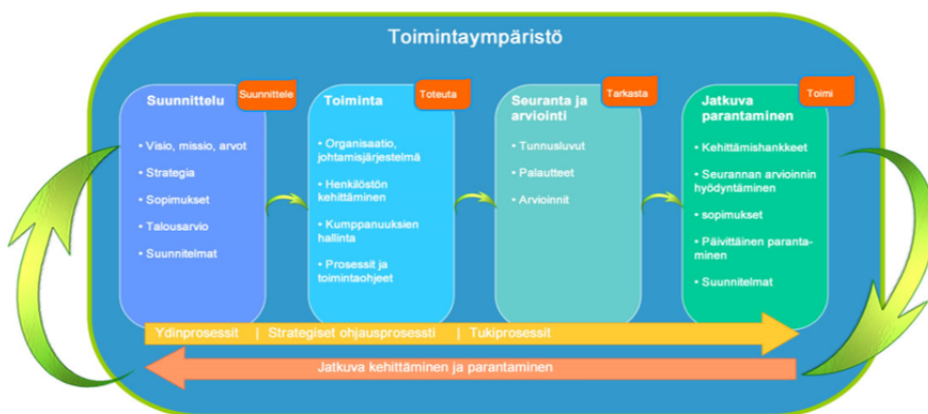 Toimintaympäristö
Suunnittelu
Suunnittele
• Visio, missio, arvot
• Strategia
• Sopimukset
• Talousarvio
• Suunnitelmat
Toiminta
Toteuta
• Organisaatio,
johtamisjärjestelmä
• Henkilöstön
kehittäminen
• Kumppanuuksien
hallinta
• Prosessit ja
toimintaohjeet
Seuranta ja
arviointi
Tarkasta
• Tunnusluvut
• Palautteet
• Arvioinnit
Jatkuva
parantaminen
Toimi
• Kehittämishankkeet
• Seurannan arvioinnin
hyödyntäminen
• sopimukset
• Päivittäinen paranta-
minen
• Suunnitelmat
Ydinprosessit | Strategiset ohjausprosessti | Tukiprosessit
Jatkuva kehittäminen ja parantaminen